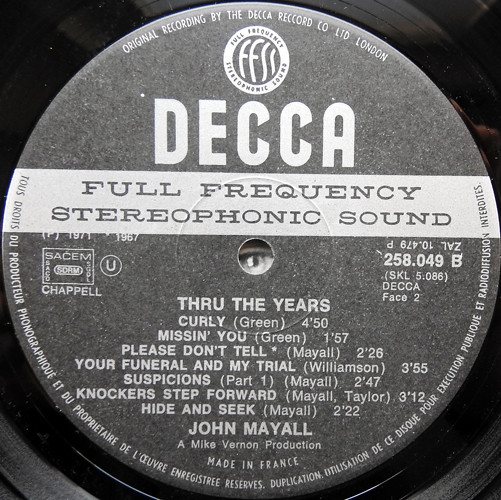 ORIGINAL RECORDING BY THE DECCA RECCORD CO LTD LONDON
FULL FREQUENCY
ffss
STEREOPHONIC SOUND
DECCA
FULL FREQUENCY
STEREOPHONIC SOUND
(P) 1971 * 1967
SACEM
SDRM
U
CHAPPELL
ZAL 10.479 P
258.049 B
(SKL 5.086)
DECCA
Face 2
THRU THE YEARS
CURLY (Green) 4'50
MISSIN' YOU (Green) 1'57
PLEASE DON'T TELL * (Mayall) 2'26
YOUR FUNERAL AND MY TRIAL (Williamson) 3'55
SUSPICIONS (Part 1) (Mayall) 2'47
KNOCKERS STEP FORWARD (Mayall, Taylor) 3'12
HIDE AND SEEK (Mayall) 2'22
JOHN MAYALL
A Mike Vernon Production
MADE IN FRANCE
TOUS DROITS DU PRODUCTEUR PHONOGRAPHIQUE ET DU PROPRIETAIRE DE L'ŒUVRE ENREGISTREE RESERVES. DUPLICATION, UTILISATION DE CE DISQUE POUR EXECUTION PUBLIQUE ET RADIODIFFUSION INTERDITES.